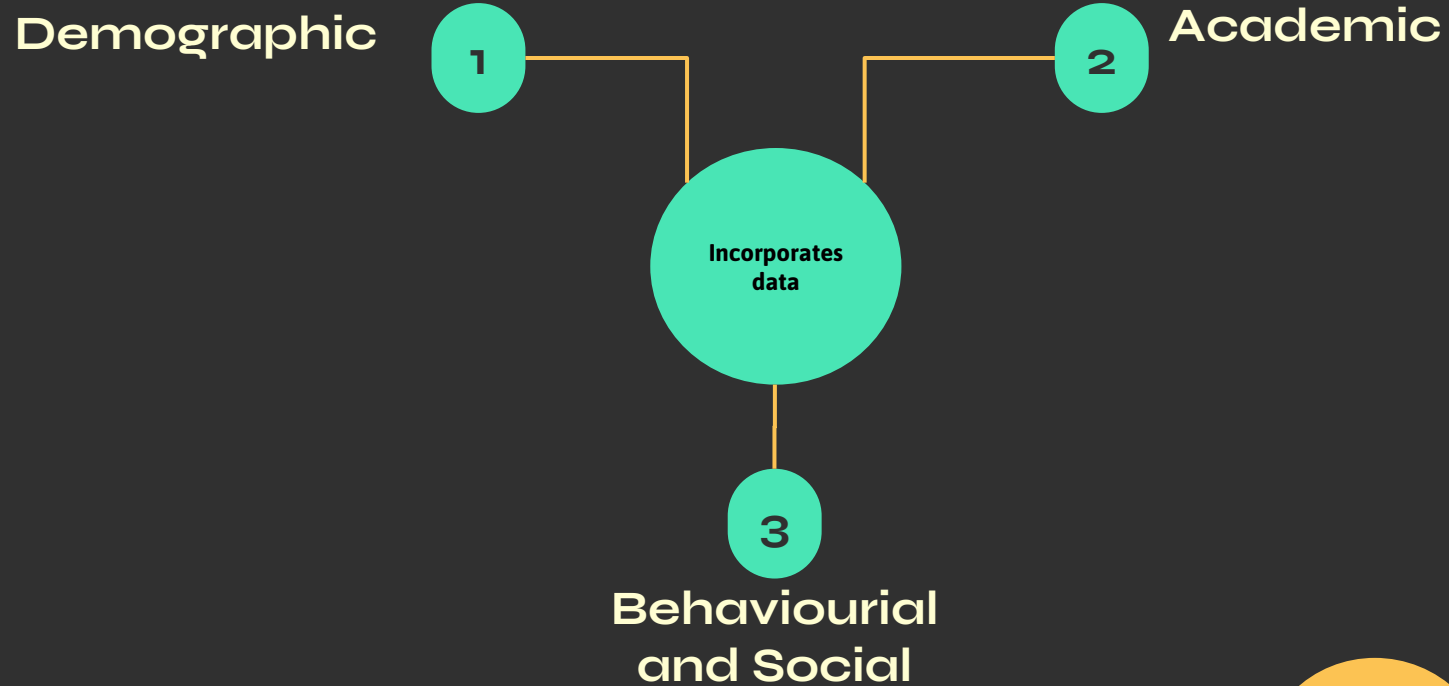 Demographic
1
2
Academic
Incorporates
data
3
Behaviourial
and Social